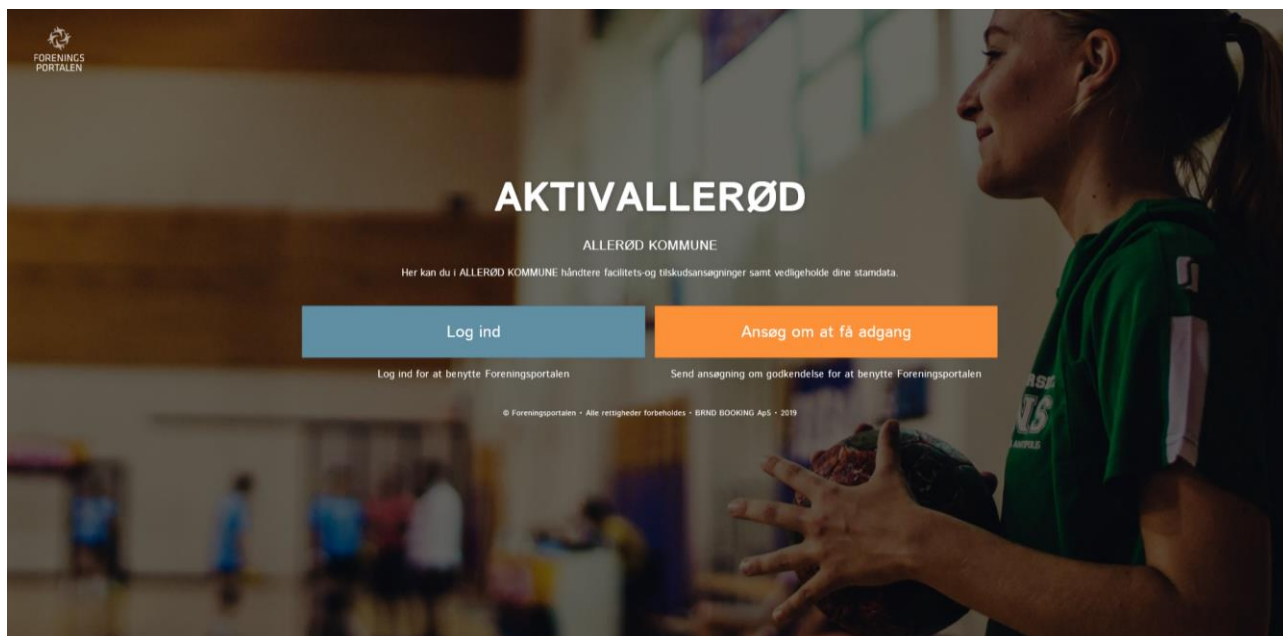 FORENINGS
PORTALEN
AKTIVALLERØD
ALLERØD KOMMUNE
Her kan du i ALLERØD KOMMUNE håndtere facilitets-og tilskudsansøgninger samt vedligeholde dine stamdata.
Log ind
Ansøg om at få adgang
Log ind for at benytte Foreningsportalen
Send ansøgning om godkendelse for at benytte Foreningsportalen
© Foreningsportalen • Alle rettigheder forbeholdes • BRND BOOKING ApS • 2019